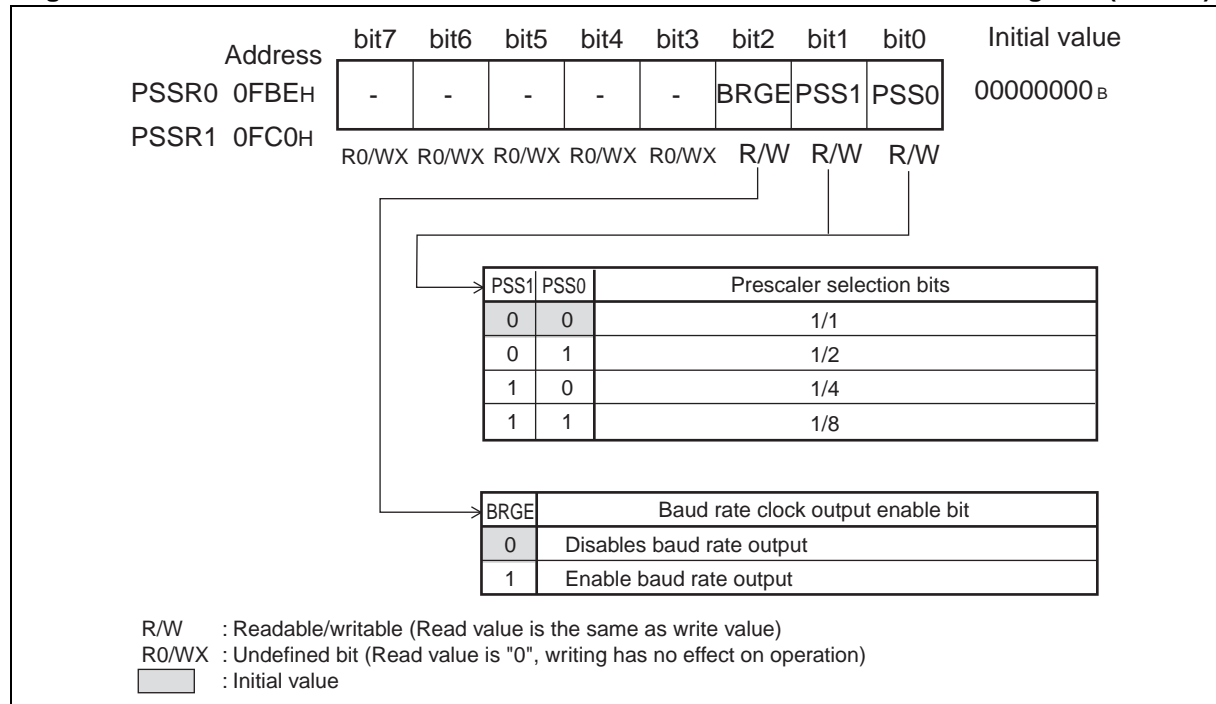 bit7 bit6 bit5 bit4 bit3 bit2 bit1 bit0 Initial value
Address
PSSR0 0FBEH - - - - - BRGE PSS1 PSS0 00000000 B
PSSR1 0FC0H
R0/WX R0/WX R0/WX R0/WX R0/WX R/W R/W R/W
PSS1 PSS0 Prescaler selection bits
0 0 1/1
0 1 1/2
1 0 1/4
1 1 1/8
BRGE Baud rate clock output enable bit
0 Disables baud rate output
1 Enable baud rate output
R/W : Readable/writable (Read value is the same as write value)
R0/WX : Undefined bit (Read value is "0", writing has no effect on operation)
: Initial value